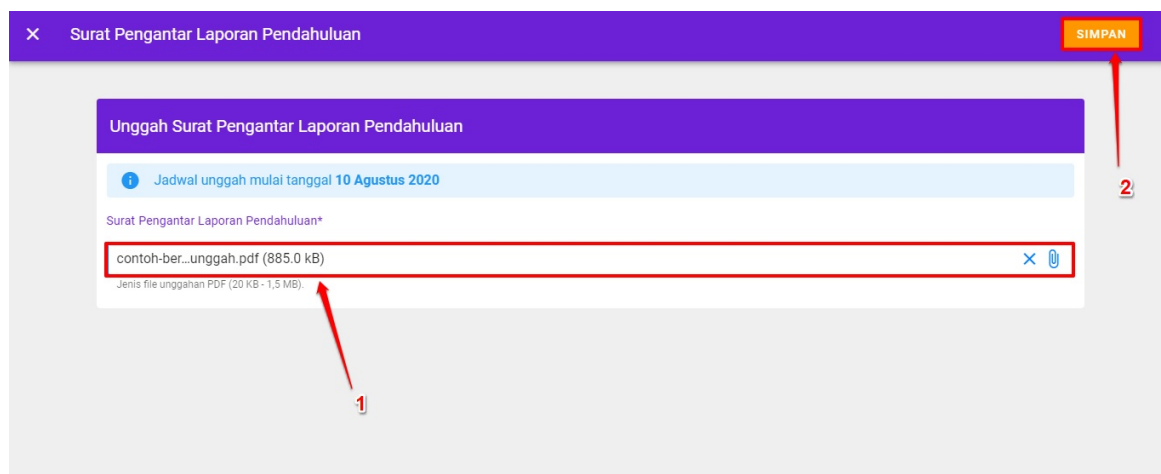 Surat Pengantar Laporan Pendahuluan
SIMPAN
Unggah Surat Pengantar Laporan Pendahuluan
Jadwal unggah mulai tanggal 10 Agustus 2020
2
Surat Pengantar Laporan Pendahuluan*
contoh-ber...unggah.pdf (885.0 kB)
Jenis file unggahan PDF (20 KB - 1,5 MB).
1